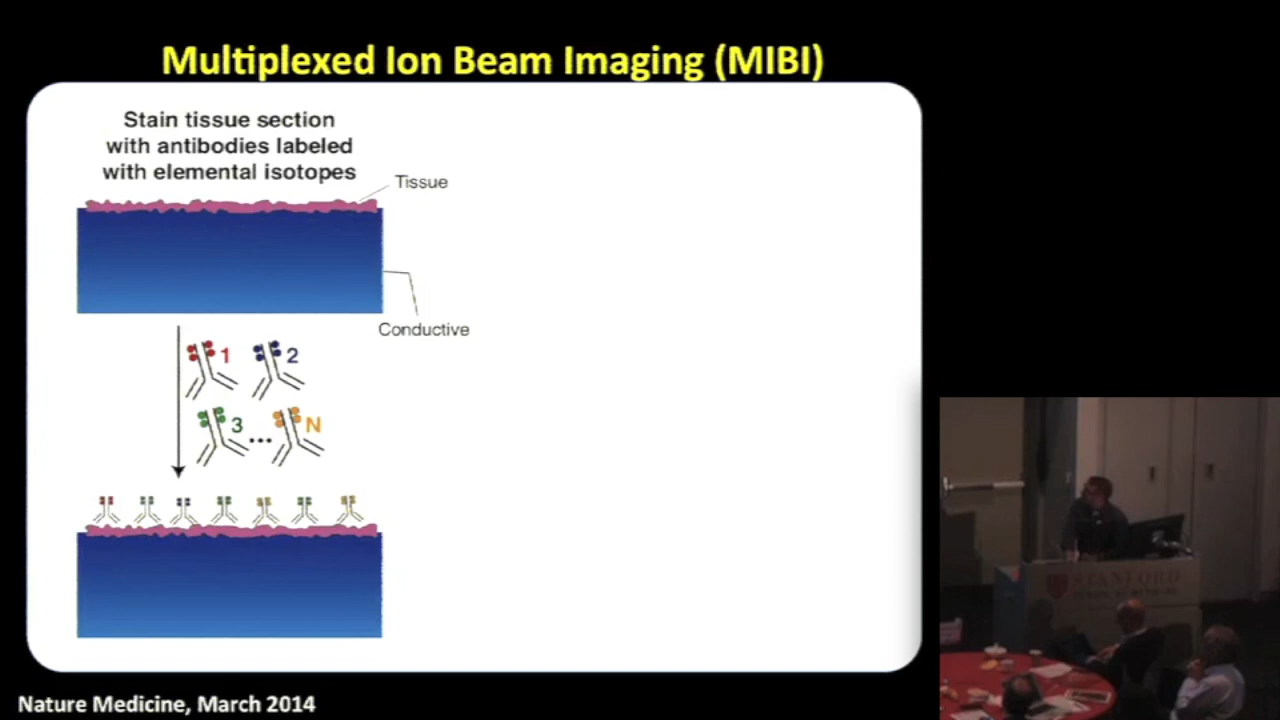 Multiplexed Ion Beam Imaging (MIBI)
Stain tissue section
with antibodies labeled
with elemental isotopes
Tissue
Conductive
1
2
3
...
N
Nature Medicine, March 2014
STANFORD